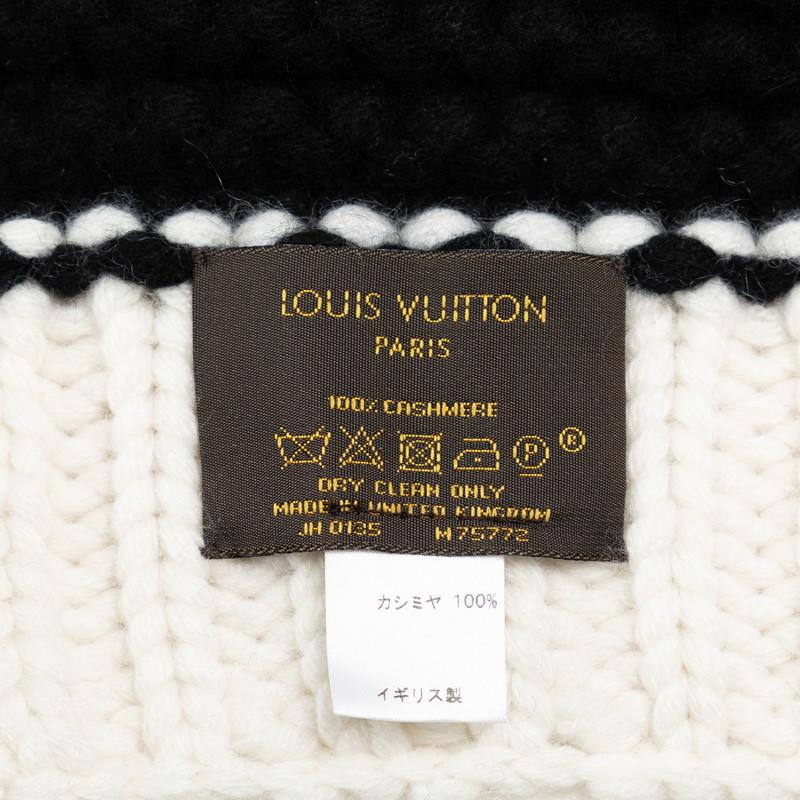 LOUIS VUITTON
PARIS
100% CASHMERE
P ®
DRY CLEAN ONLY
MADE IN UNITED KINGDOM
JH 0135 M75772
カシミヤ 100%
イギリス製